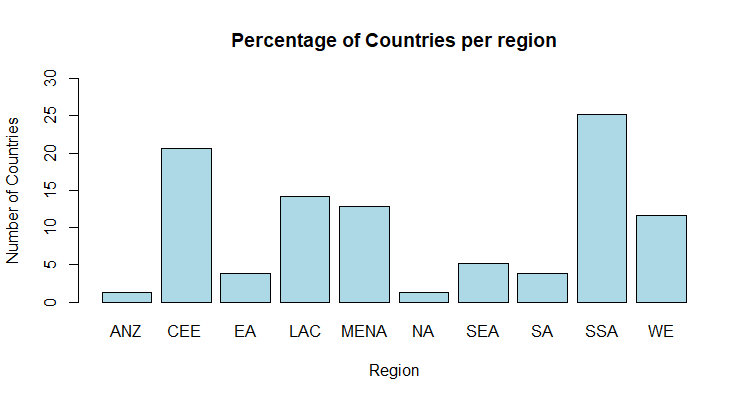 Percentage of Countries per region
Number of Countries
30
25
20
15
10
5
0
ANZ CEE EA LAC MENA NA SEA SA SSA WE
Region